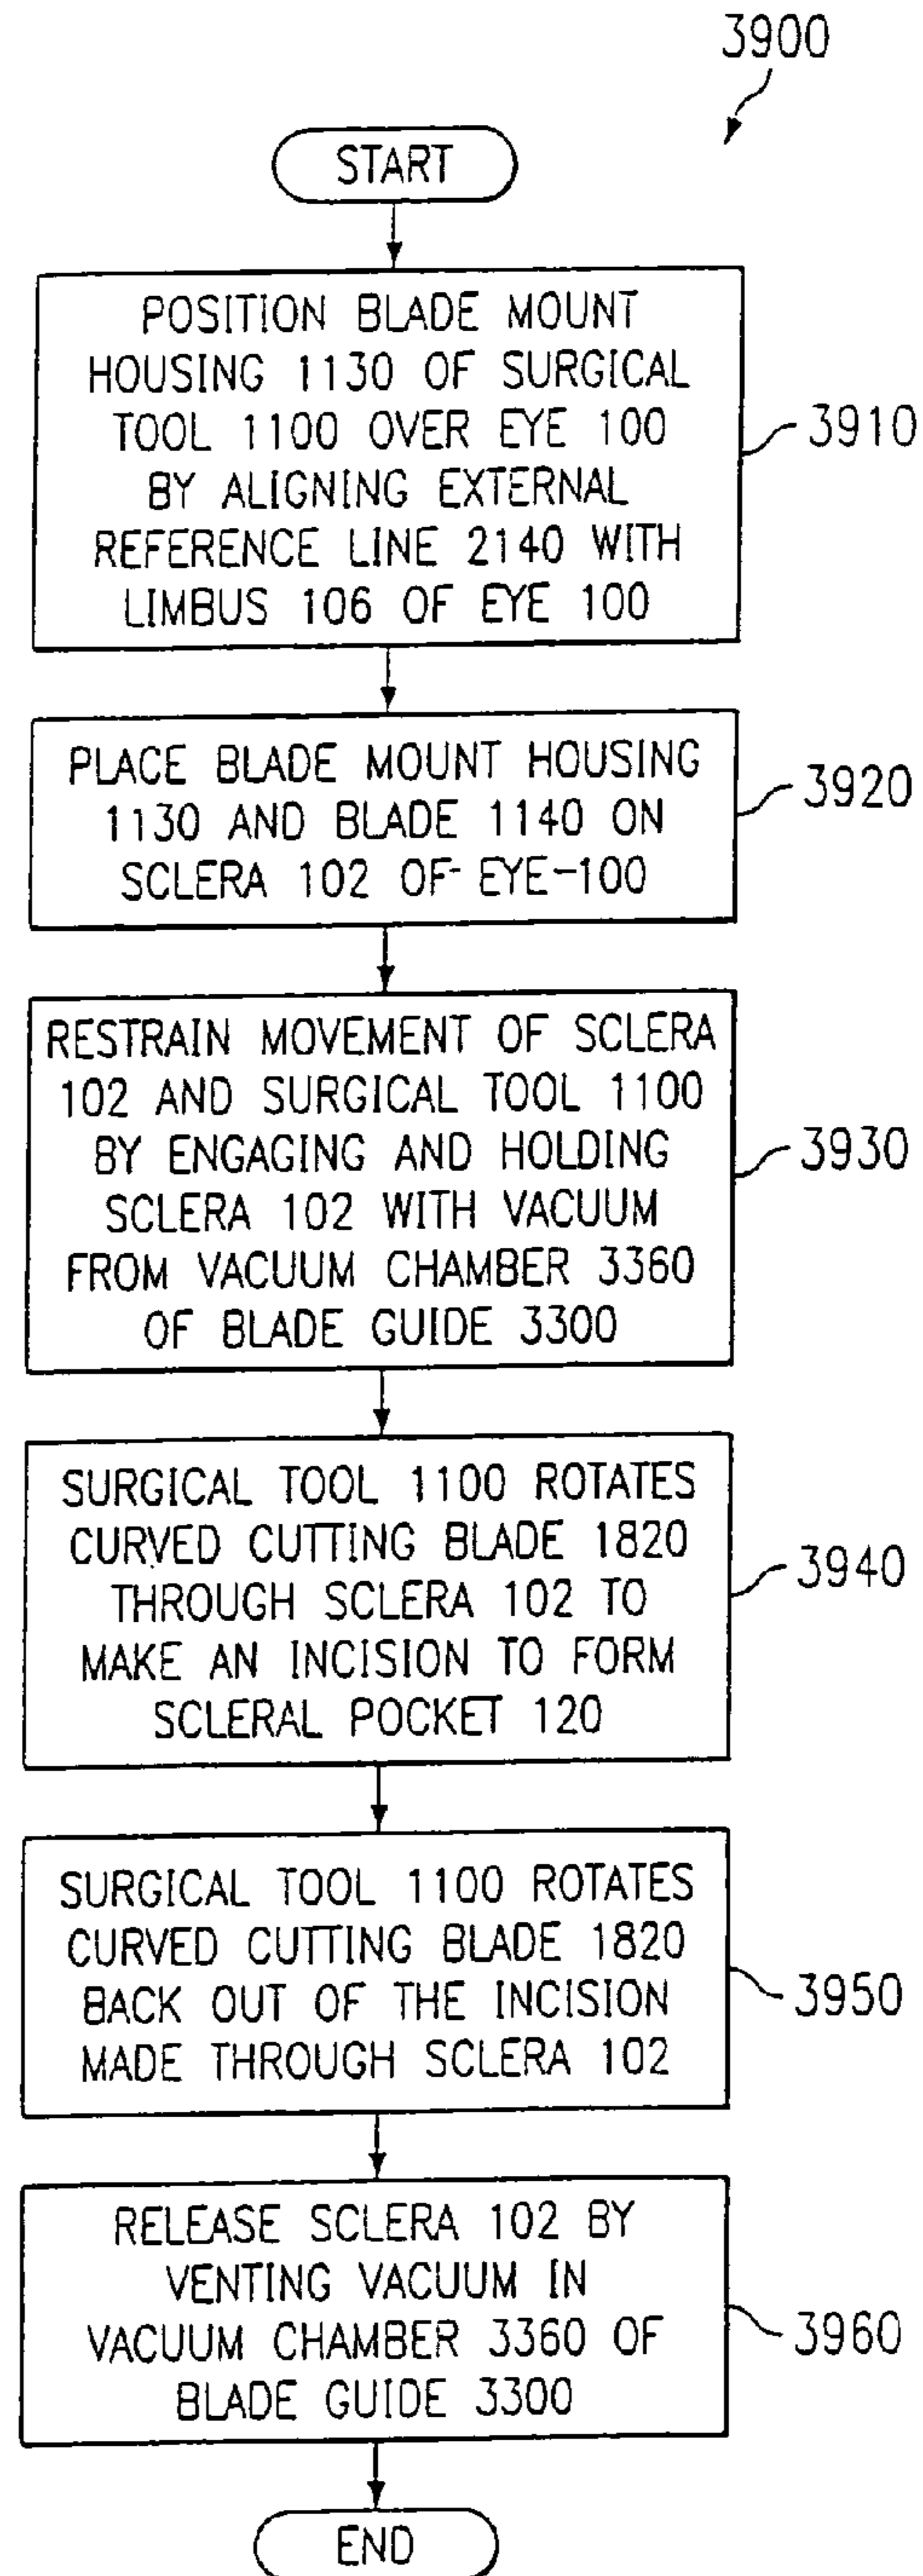 3900
START
POSITION BLADE MOUNT
HOUSING 1130 OF SURGICAL
TOOL 1100 OVER EYE 100
BY ALIGNING EXTERNAL
REFERENCE LINE 2140 WITH
LIMBUS 106 OF EYE 100
3910
PLACE BLADE MOUNT HOUSING
1130 AND BLADE 1140 ON
SCLERA 102 OF EYE 100
3920
RESTRAIN MOVEMENT OF SCLERA
102 AND SURGICAL TOOL 1100
BY ENGAGING AND HOLDING
SCLERA 102 WITH VACUUM
FROM VACUUM CHAMBER 3360
OF BLADE GUIDE 3300
3930
SURGICAL TOOL 1100 ROTATES
CURVED CUTTING BLADE 1820
THROUGH SCLERA 102 TO
MAKE AN INCISION TO FORM
SCLERAL POCKET 120
3940
SURGICAL TOOL 1100 ROTATES
CURVED CUTTING BLADE 1820
BACK OUT OF THE INCISION
MADE THROUGH SCLERA 102
3950
RELEASE SCLERA 102 BY
VENTING VACUUM IN
VACUUM CHAMBER 3360 OF
BLADE GUIDE 3300
3960
END